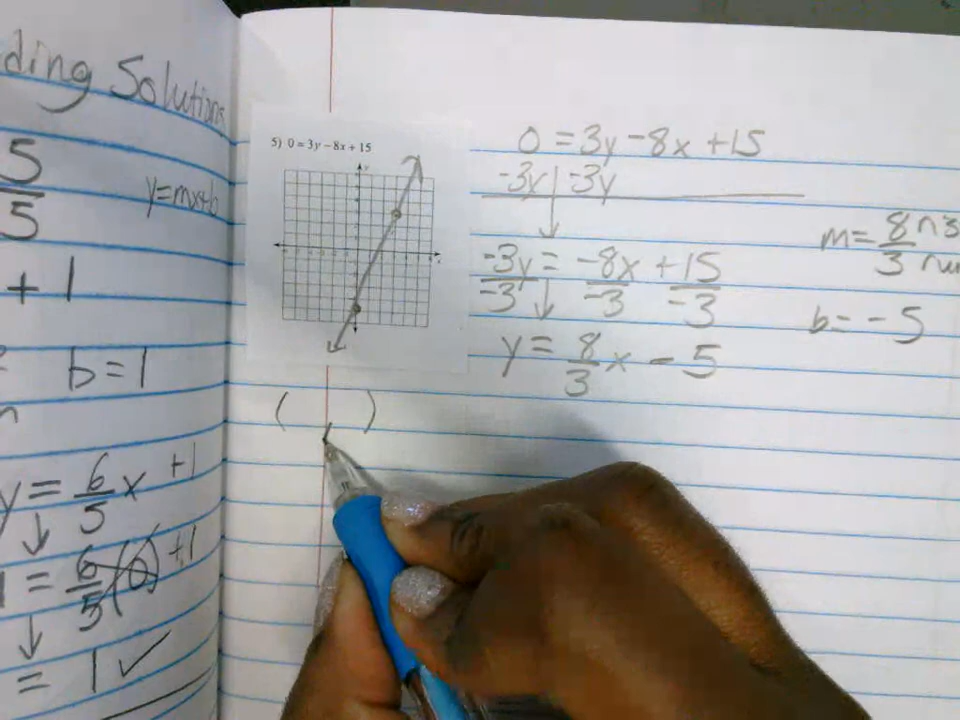 ding Solutions
5
5
y=mx+b
+ 1
b = 1
y = 6/5 x +1
1 = 6/5 (0) +1
= 1 ✓
5) 0 = 3y − 8x + 15
y
x
0 = 3y − 8x + 15
-3y -3y
-3y = -8x + 15
-3 -3 -3
y = 8/3 x - 5
m = 8/3
b = -5
( , )